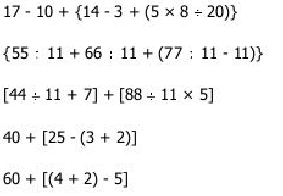 17 - 10 + {14 - 3 + (5 × 8 ÷ 20)}
{55 : 11 + 66 : 11 + (77 : 11 - 11)}
[44 ÷ 11 + 7] + [88 ÷ 11 × 5]
40 + [25 - (3 + 2)]
60 + [(4 + 2) - 5]